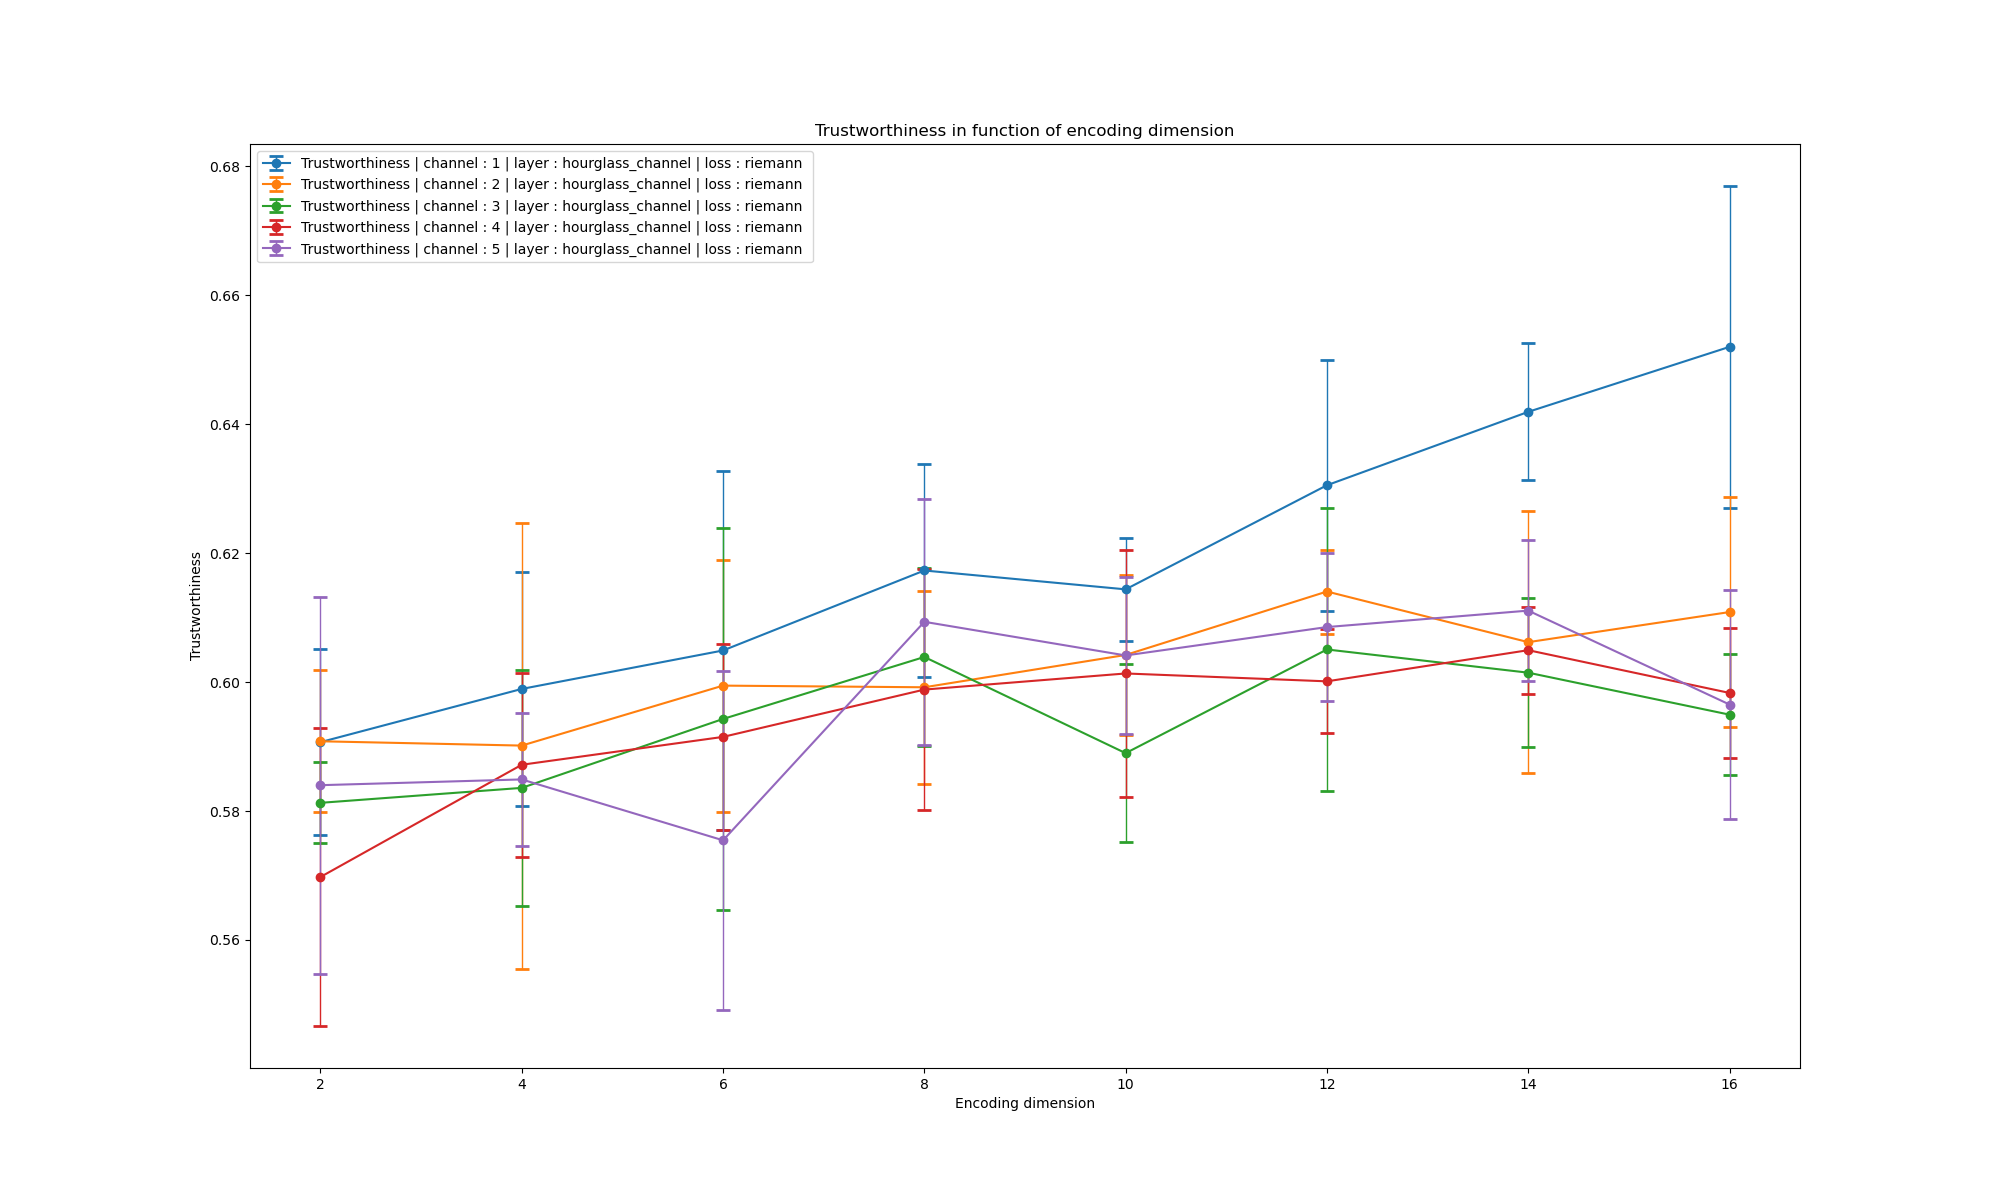 Trustworthiness in function of encoding dimension
Trustworthiness | channel : 1 | layer : hourglass_channel | loss : riemann
Trustworthiness | channel : 2 | layer : hourglass_channel | loss : riemann
Trustworthiness | channel : 3 | layer : hourglass_channel | loss : riemann
Trustworthiness | channel : 4 | layer : hourglass_channel | loss : riemann
Trustworthiness | channel : 5 | layer : hourglass_channel | loss : riemann
0.68
0.66
0.64
0.62
0.60
0.58
0.56
Trustworthiness
2 4 6 8 10 12 14 16
Encoding dimension